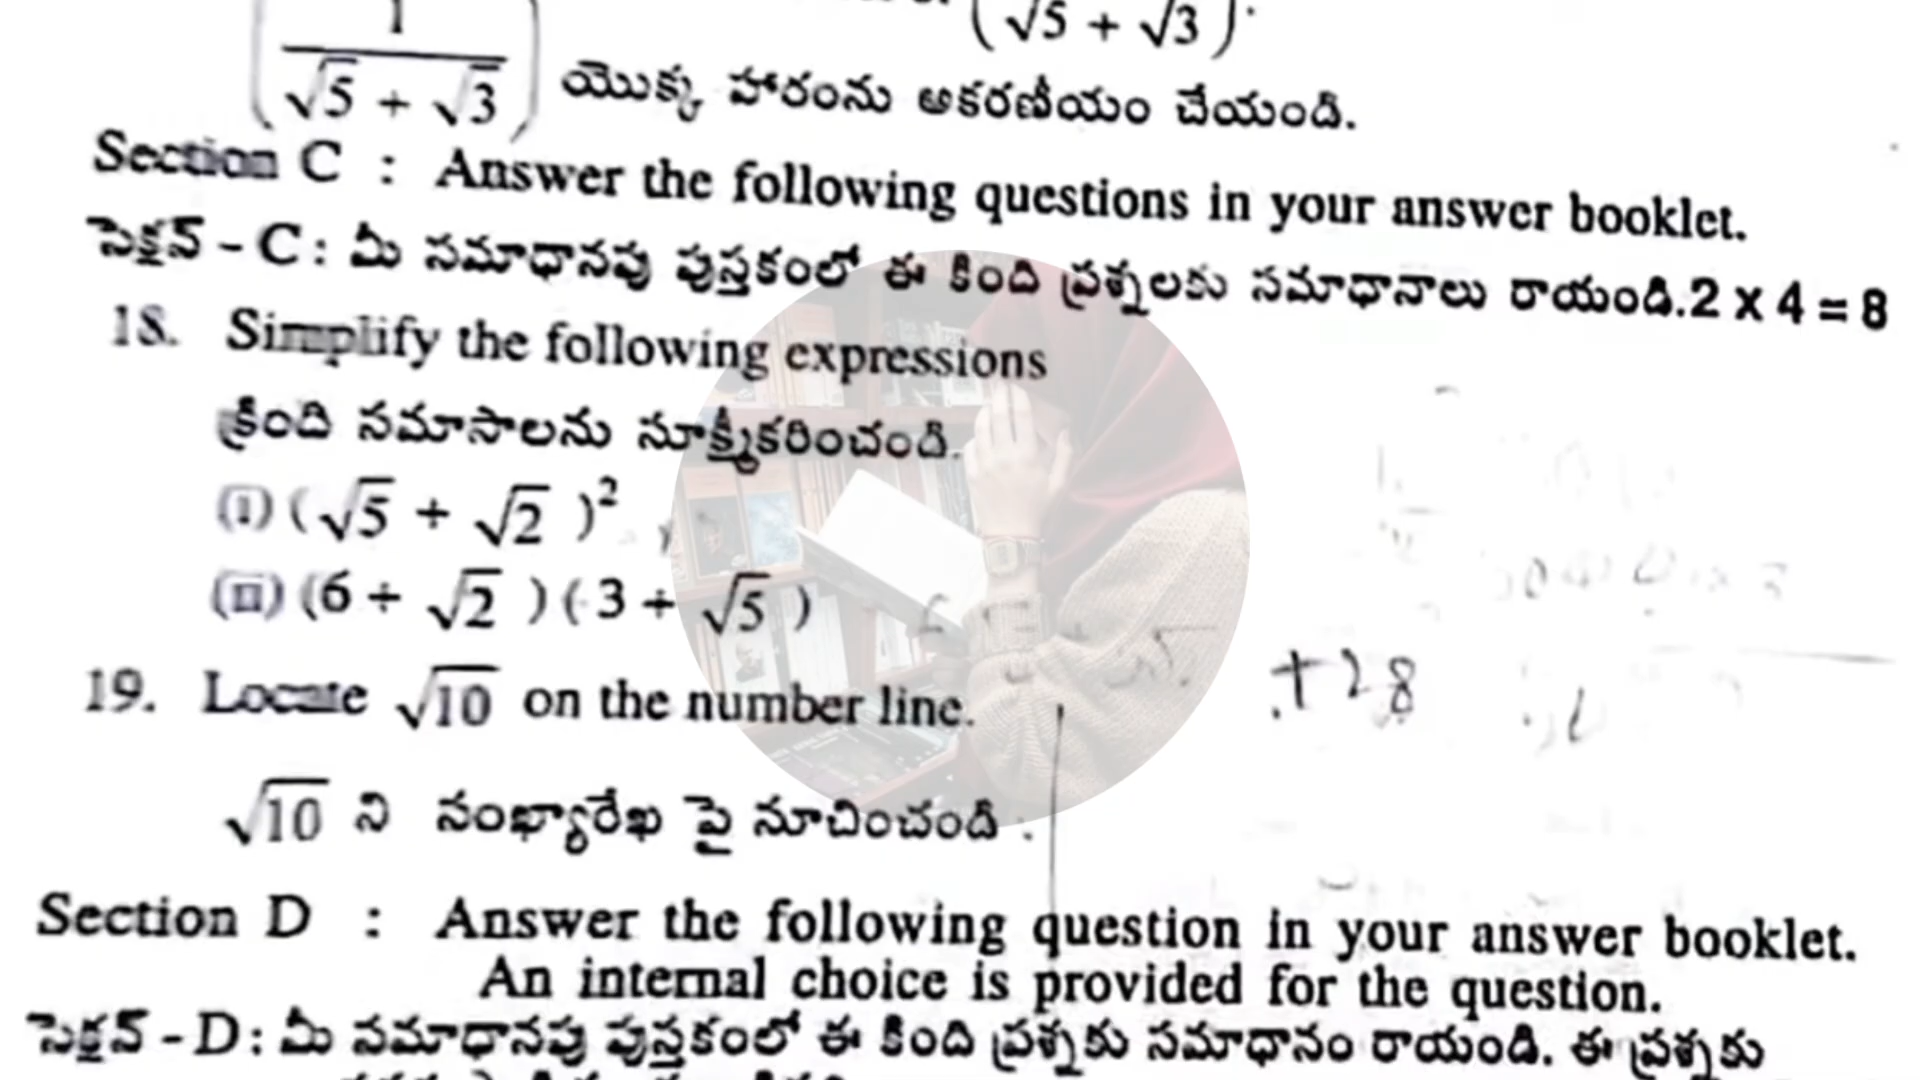 (√5 + √3).
(1/(√5 + √3)) యొక్క హారంను అకరణీయం చేయండి.
Section C : Answer the following questions in your answer booklet.
సెక్షన్ - C : మీ సమాధానపు పుస్తకంలో ఈ కింది ప్రశ్నలకు సమాధానాలు రాయండి. 2 x 4 = 8
18. Simplify the following expressions
క్రింది సమాసాలను సూక్ష్మీకరించండి.
(i) (√5 + √2)²
(ii) (6 + √2)(3 + √5)
+28
19. Locate √10 on the number line.
√10 ని సంఖ్యారేఖ పై సూచించండి.
Section D : Answer the following question in your answer booklet.
An internal choice is provided for the question.
సెక్షన్ - D : మీ సమాధానపు పుస్తకంలో ఈ కింది ప్రశ్నకు సమాధానం రాయండి. ఈ ప్రశ్నకు